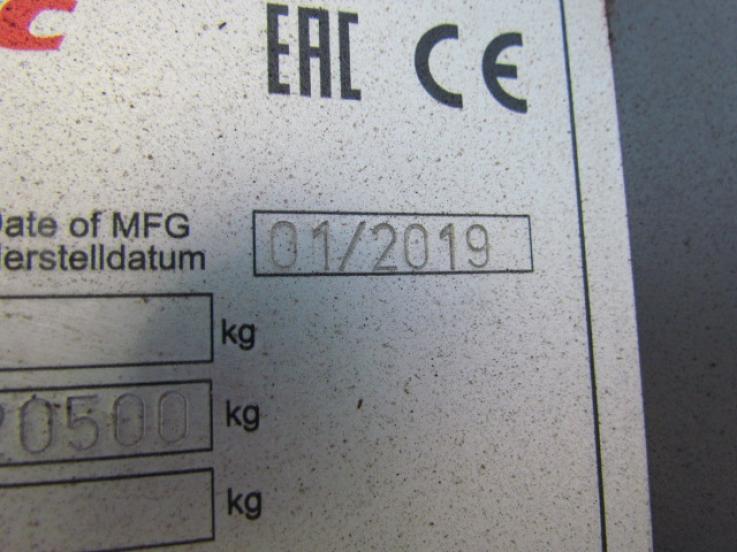 EAC CE
Date of MFG
Herstelldatum 01/2019
kg
20500 kg
kg